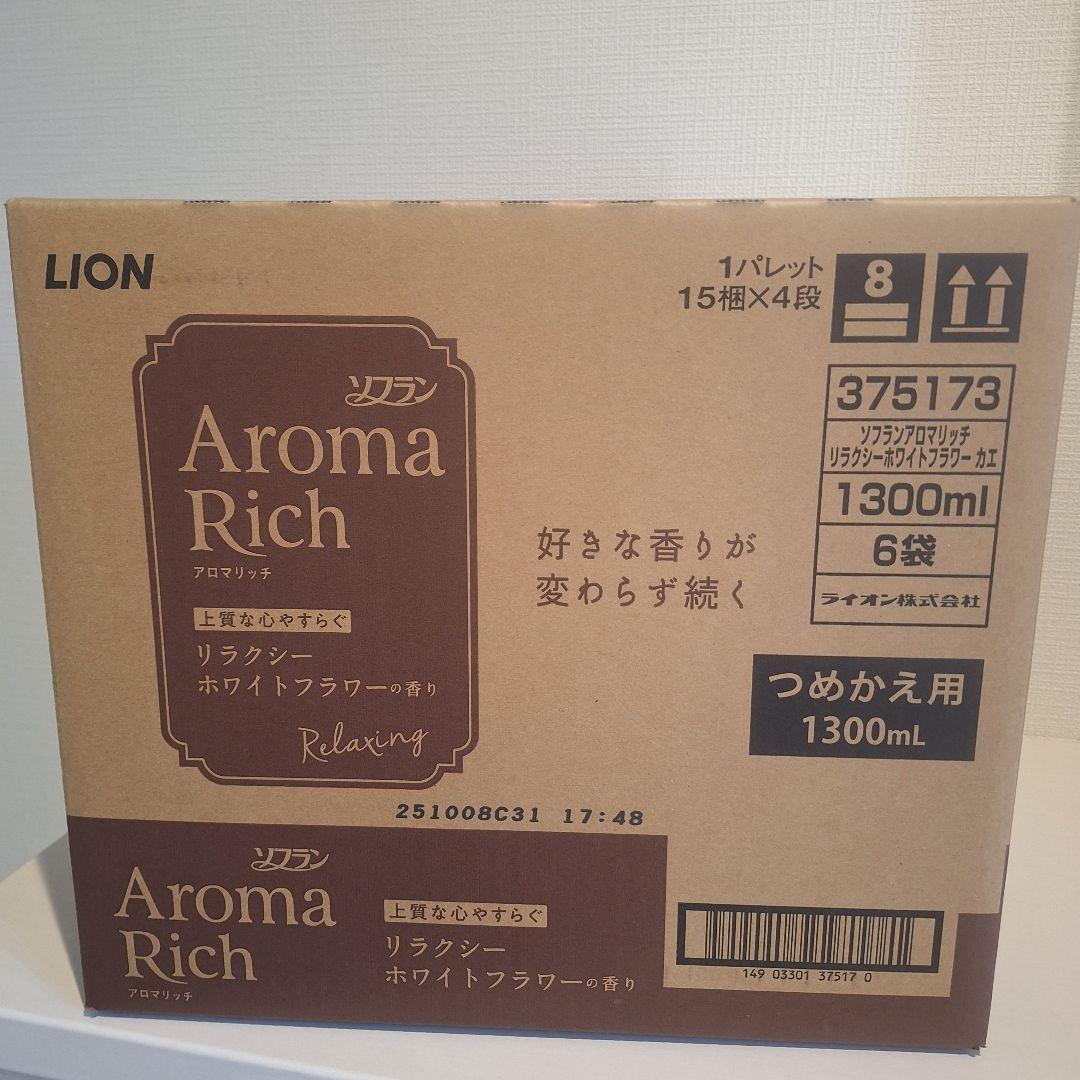 LION
1パレット
15梱×4段
8
ソフラン
Aroma
Rich
アロマリッチ
上質な心やすらぐ
リラクシー
ホワイトフラワーの香り
Relaxing
好きな香りが
変わらず続く
375173
ソフランアロマリッチ
リラクシーホワイトフラワー カエ
1300ml
6袋
ライオン株式会社
つめかえ用
1300mL
251008C31 17:48
ソフラン
Aroma
Rich
アロマリッチ
上質な心やすらぐ
リラクシー
ホワイトフラワーの香り
149 03301 37517 0